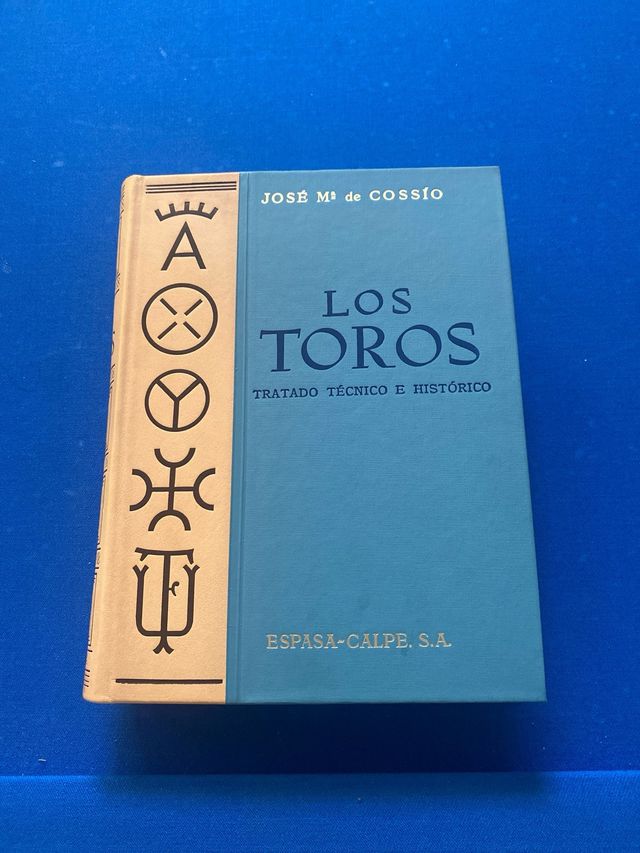 JOSÉ Mª de COSSÍO
LOS
TOROS
TRATADO TÉCNICO E HISTÓRICO
ESPASA-CALPE, S.A.